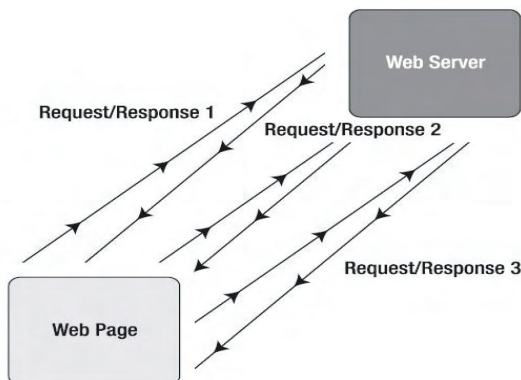 Web Server
Request/Response 1
Request/Response 2
Request/Response 3
Web Page